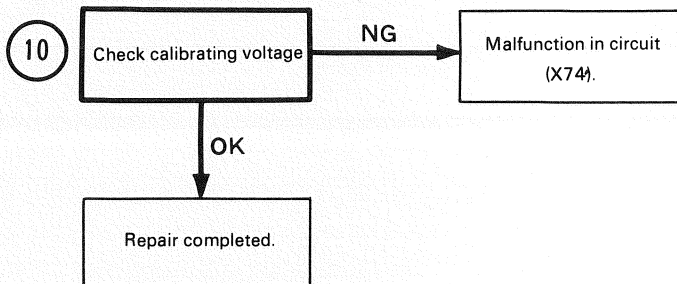 10
Check calibrating voltage
NG
Malfunction in circuit
(X74).
OK
Repair completed.